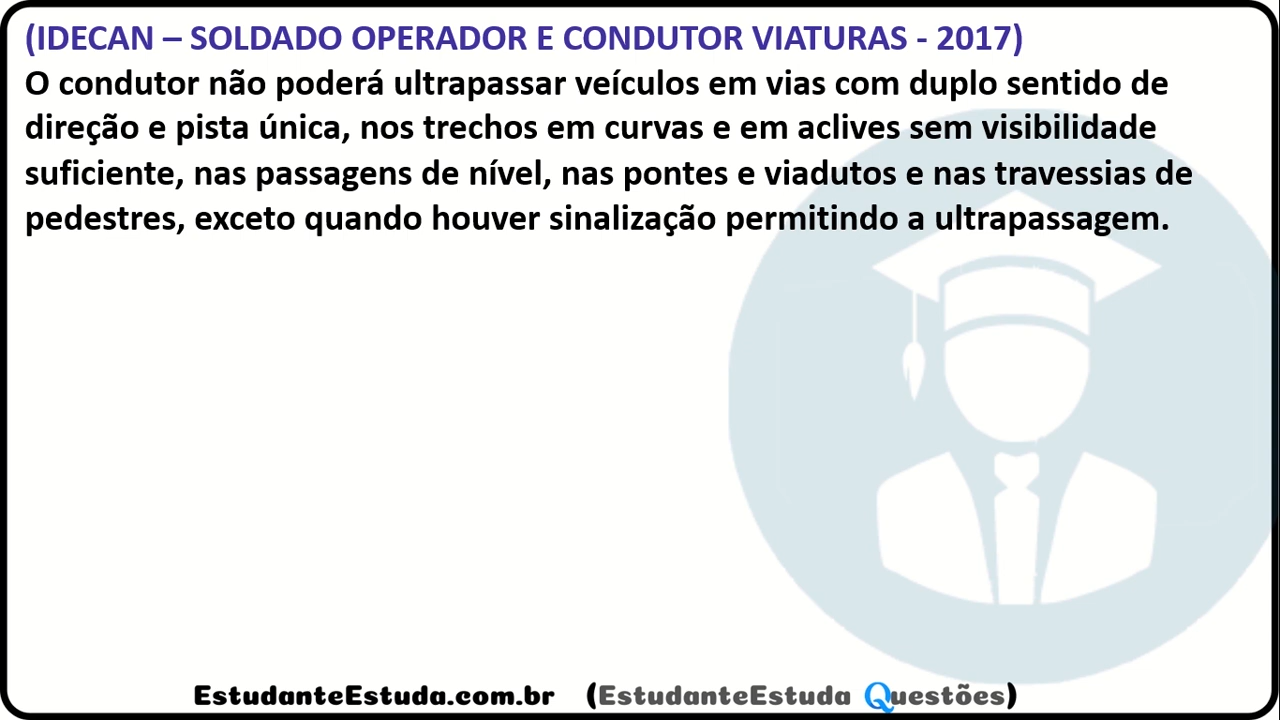 (IDECAN – SOLDADO OPERADOR E CONDUTOR VIATURAS - 2017)
O condutor não poderá ultrapassar veículos em vias com duplo sentido de
direção e pista única, nos trechos em curvas e em aclives sem visibilidade
suficiente, nas passagens de nível, nas pontes e viadutos e nas travessias de
pedestres, exceto quando houver sinalização permitindo a ultrapassagem.
EstudanteEstuda.com.br (EstudanteEstuda Questões)